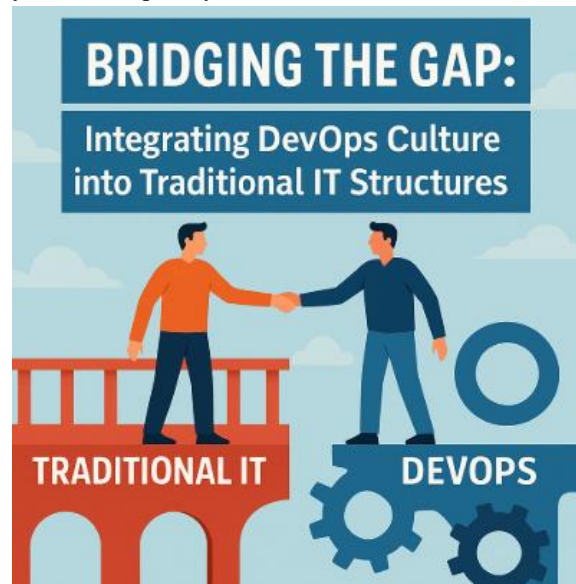 BRIDGING THE GAP:
Integrating DevOps Culture
into Traditional IT Structures
TRADITIONAL IT
DEVOPS